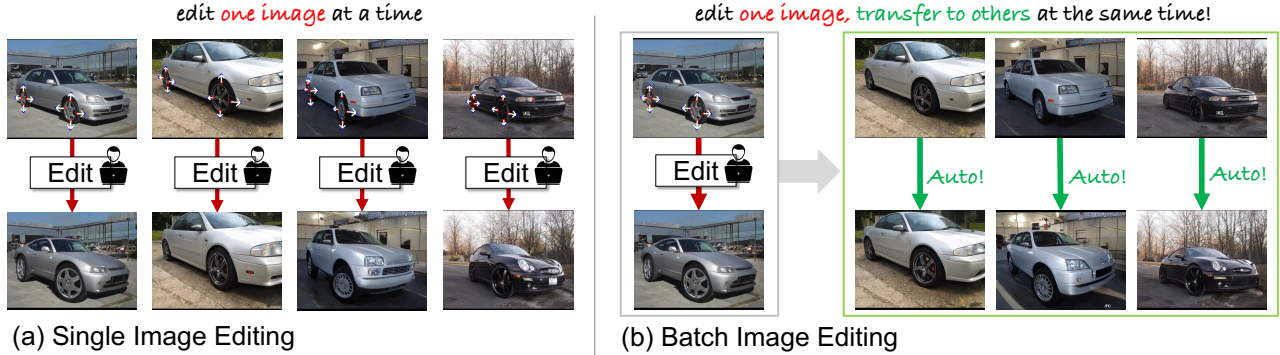 edit one image at a time
Edit
Edit
Edit
Edit
(a) Single Image Editing
edit one image, transfer to others at the same time!
Edit
Auto!
Auto!
Auto!
(b) Batch Image Editing